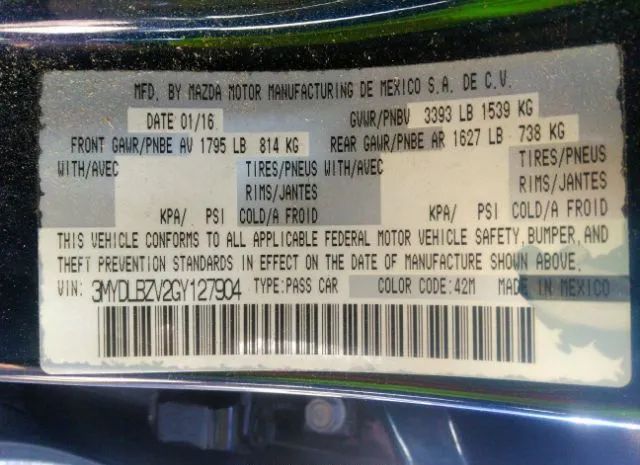 MFD. BY MAZDA MOTOR MANUFACTURING DE MEXICO S.A. DE C.V.
DATE 01/16 GVWR/PNBV 3393 LB 1539 KG
FRONT GAWR/PNBE AV 1795 LB 814 KG REAR GAWR/PNBE AR 1627 LB 738 KG
WITH/AVEC TIRES/PNEUS WITH/AVEC TIRES/PNEUS
RIMS/JANTES RIMS/JANTES
KPA/ PSI COLD/A FROID KPA/ PSI COLD/A FROID
THIS VEHICLE CONFORMS TO ALL APPLICABLE FEDERAL MOTOR VEHICLE SAFETY, BUMPER, AND
THEFT PREVENTION STANDARDS IN EFFECT ON THE DATE OF MANUFACTURE SHOWN ABOVE.
VIN: 3MYDLBZV2GY127904 TYPE:PASS CAR COLOR CODE:42M MADE IN MEXICO